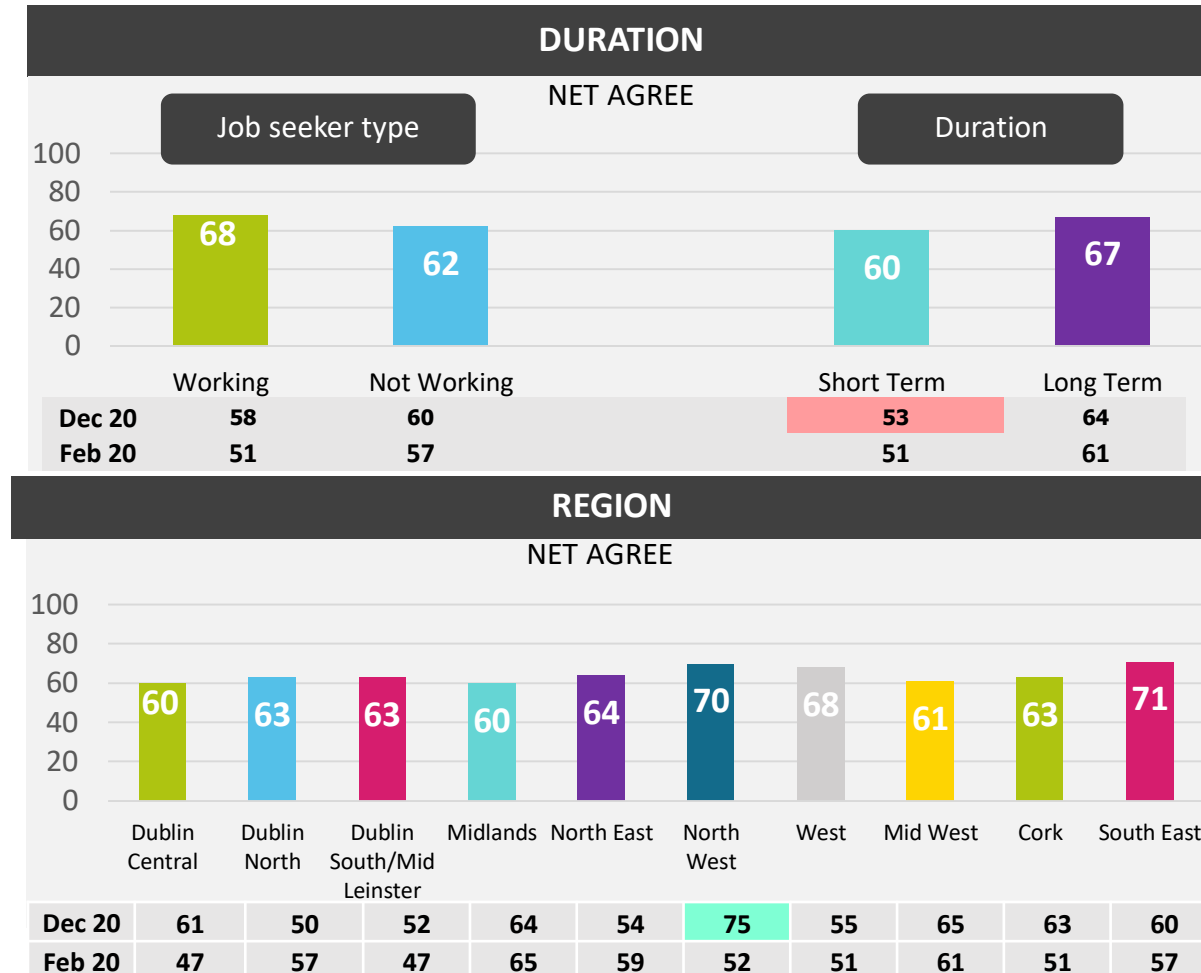 DURATION
NET AGREE
Job seeker type
Duration
100
80
60
40
20
0
68
62
60
67
Working Not Working Short Term Long Term
Dec 20 58 60 53 64
Feb 20 51 57 51 61
REGION
NET AGREE
100
80
60
40
20
0
60 63 63 60 64 70 68 61 63 71
Dublin Central
Dublin North
Dublin South/Mid Leinster
Midlands
North East
North West
West
Mid West
Cork
South East
Dec 20 61 50 52 64 54 75 55 65 63 60
Feb 20 47 57 47 65 59 52 51 61 51 57